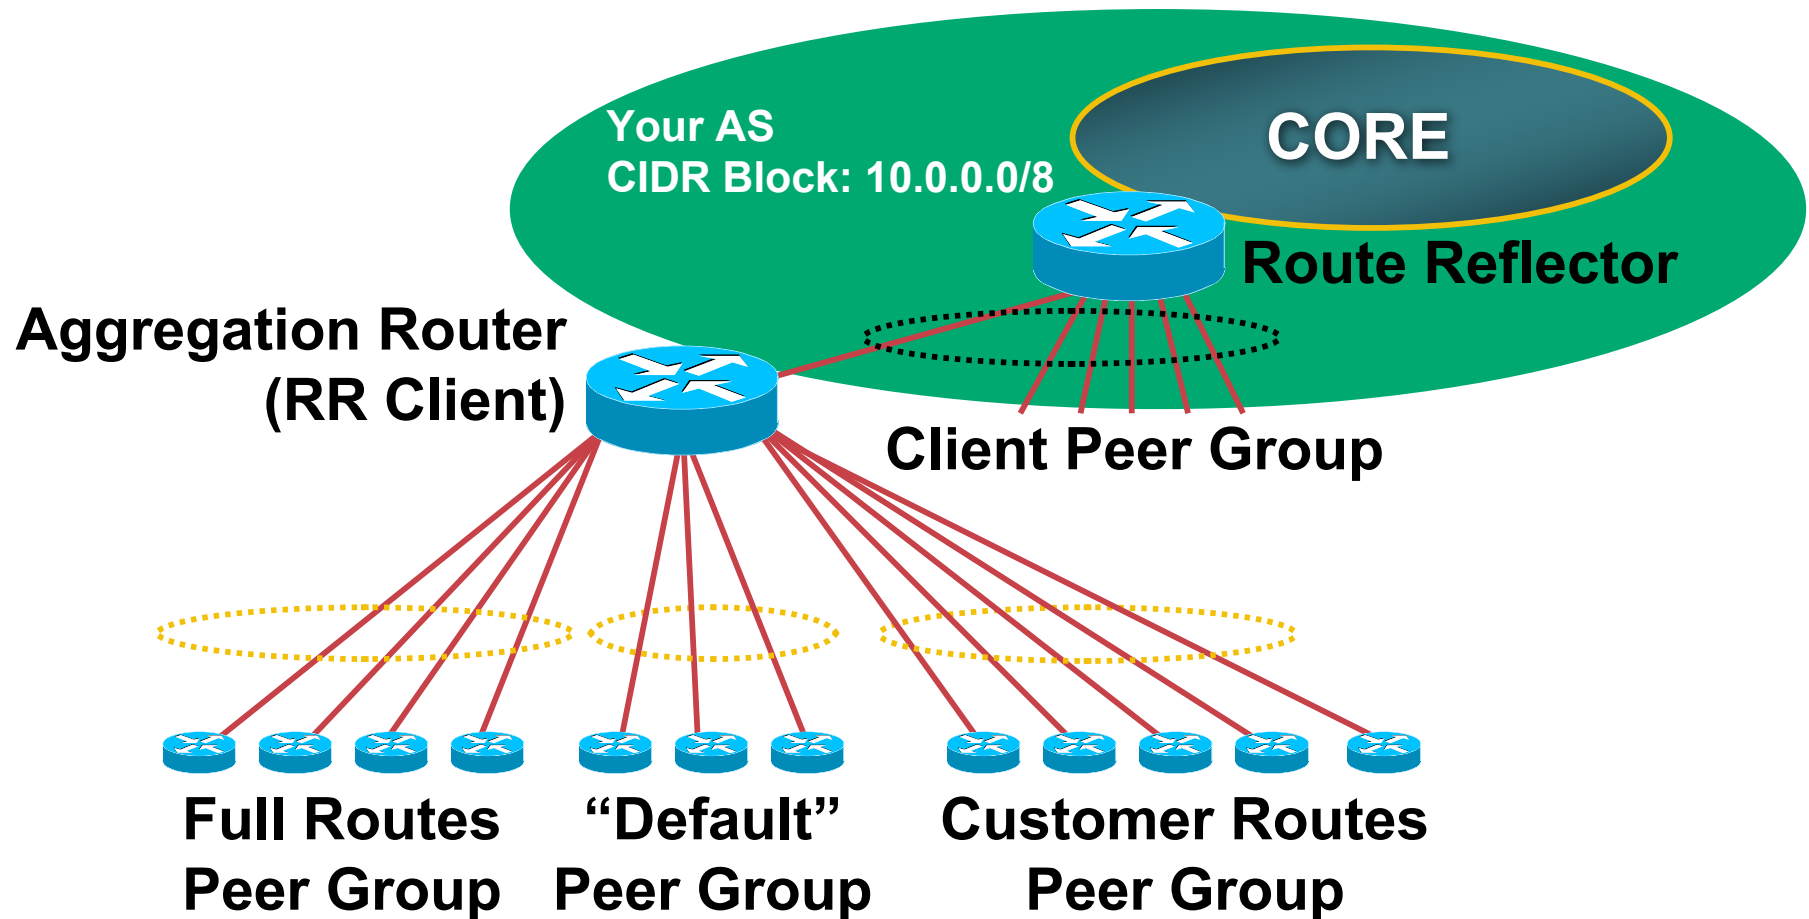 Your AS
CIDR Block: 10.0.0.0/8
CORE
Route Reflector
Aggregation Router
(RR Client)
Client Peer Group
Full Routes
Peer Group
“Default”
Peer Group
Customer Routes
Peer Group